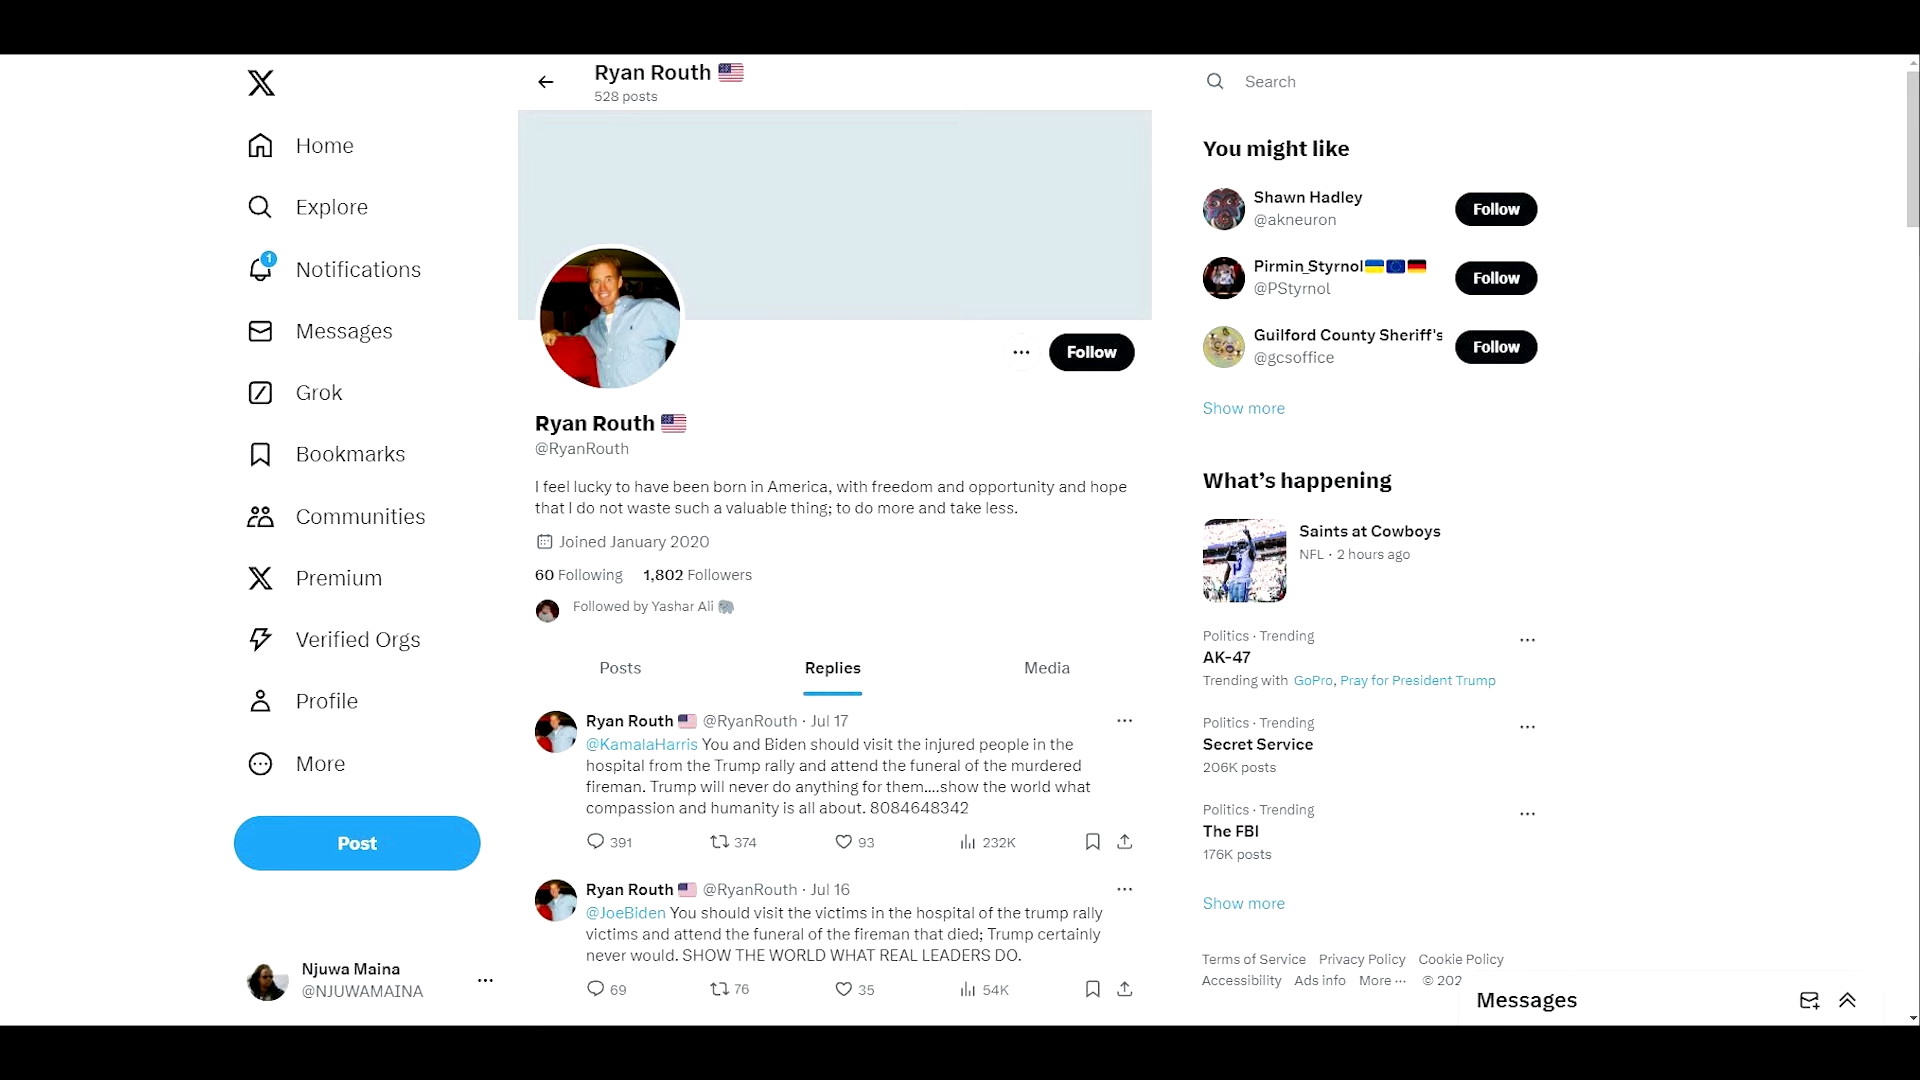 Home
Explore
1
Notifications
Messages
Grok
Bookmarks
Communities
Premium
Verified Orgs
Profile
More
Post
Njuwa Maina
@NJUWAMAINA
Ryan Routh
528 posts
Follow
Ryan Routh
@RyanRouth
I feel lucky to have been born in America, with freedom and opportunity and hope
that I do not waste such a valuable thing; to do more and take less.
Joined January 2020
60 Following 1,802 Followers
Followed by Yashar Ali
Posts Replies Media
Ryan Routh @RyanRouth · Jul 17
@KamalaHarris You and Biden should visit the injured people in the
hospital from the Trump rally and attend the funeral of the murdered
fireman. Trump will never do anything for them....show the world what
compassion and humanity is all about. 8084648342
391 374 93 232K
Ryan Routh @RyanRouth · Jul 16
@JoeBiden You should visit the victims in the hospital of the trump rally
victims and attend the funeral of the fireman that died; Trump certainly
never would. SHOW THE WORLD WHAT REAL LEADERS DO.
69 76 35 54K
Search
You might like
Shawn Hadley
@akneuron
Follow
Pirmin_Styrnol
@PStyrnol
Follow
Guilford County Sheriff's
@gcsoffice
Follow
Show more
What's happening
Saints at Cowboys
NFL · 2 hours ago
Politics · Trending
AK-47
Trending with GoPro, Pray for President Trump
Politics · Trending
Secret Service
206K posts
Politics · Trending
The FBI
176K posts
Show more
Terms of Service Privacy Policy Cookie Policy
Accessibility Ads info More ··· © 202
Messages